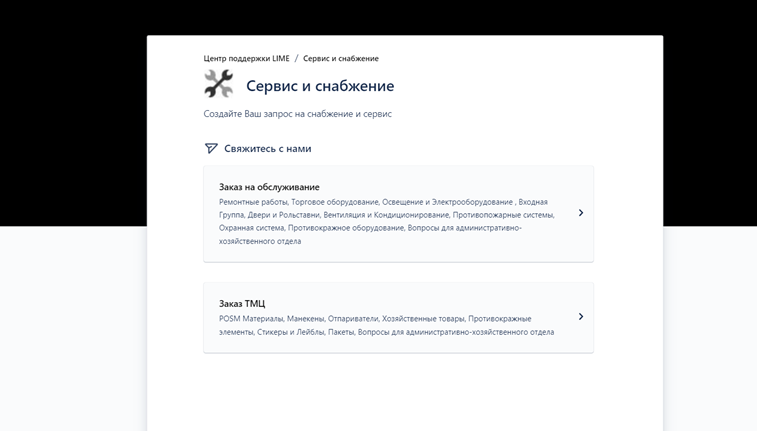 Центр поддержки LIME / Сервис и снабжение
Сервис и снабжение
Создайте Ваш запрос на снабжение и сервис
Свяжитесь с нами
Заказ на обслуживание
Ремонтные работы, Торговое оборудование, Освещение и Электрооборудование , Входная
Группа, Двери и Рольставни, Вентиляция и Кондиционирование, Противопожарные системы,
Охранная система, Противокражное оборудование, Вопросы для административно-
хозяйственного отдела
Заказ ТМЦ
POSM Материалы, Манекены, Отпариватели, Хозяйственные товары, Противокражные
элементы, Стикеры и Лейблы, Пакеты, Вопросы для административно-хозяйственного отдела